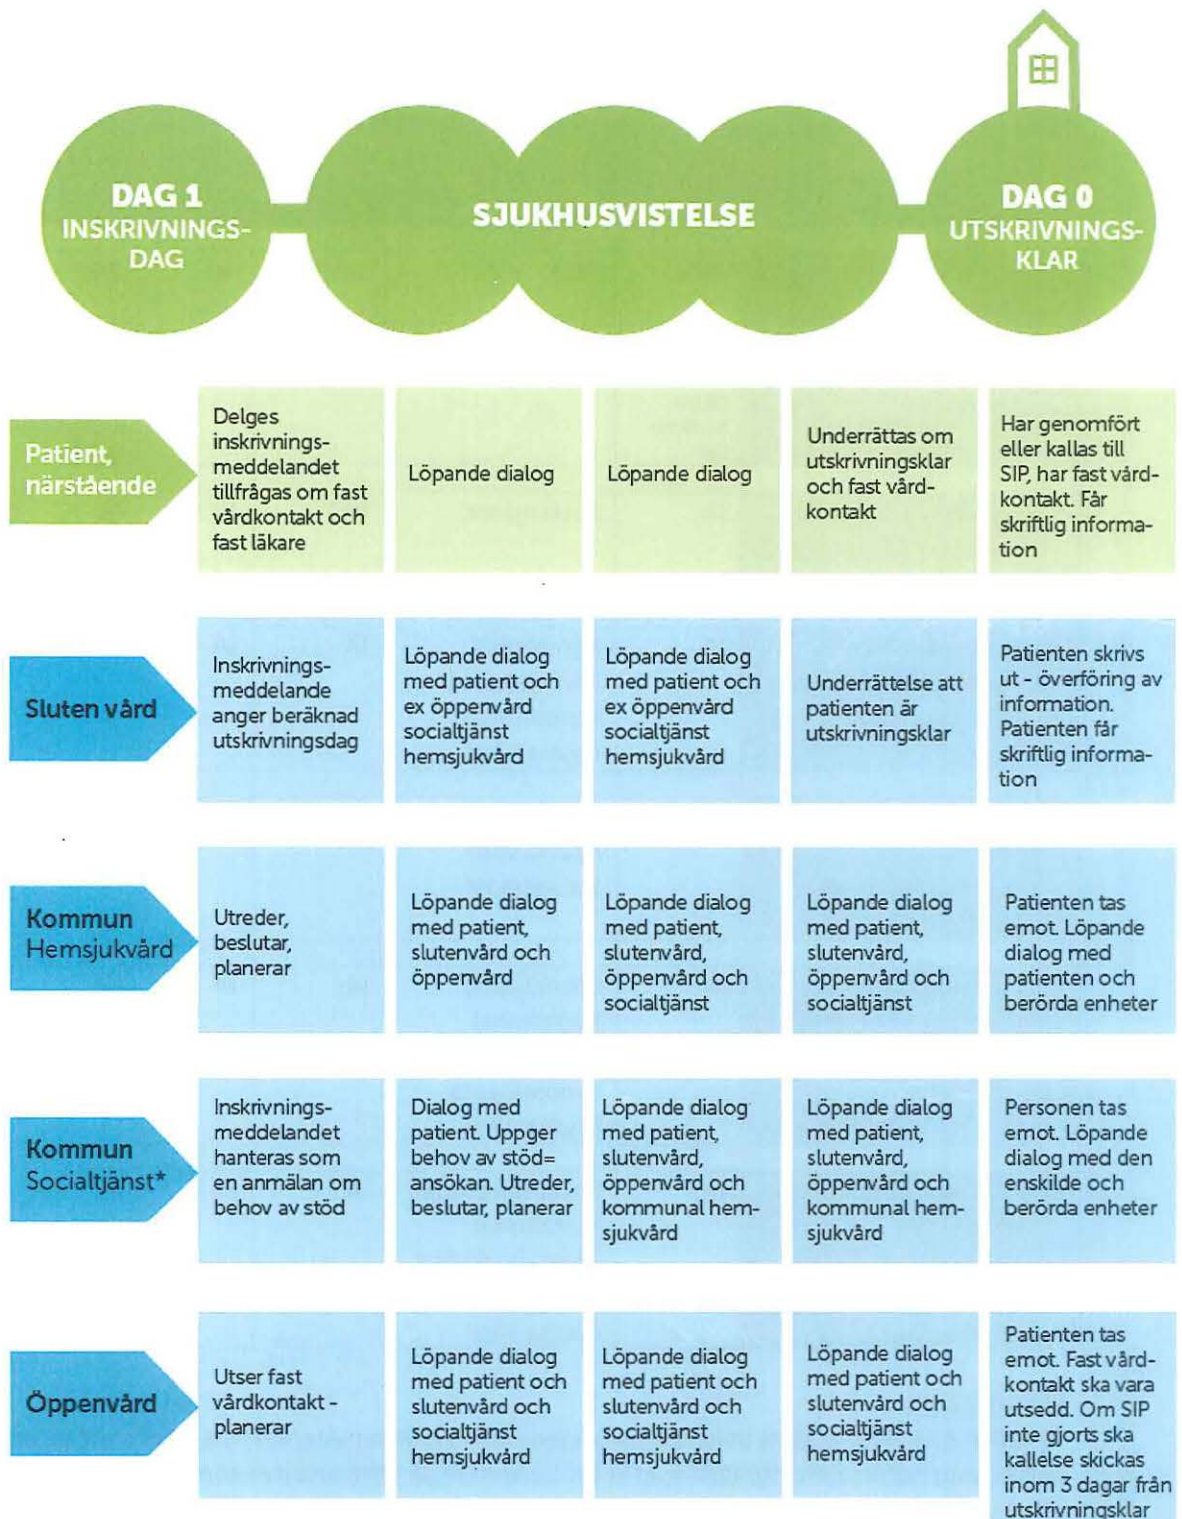 DAG 1
INSKRIVNINGS-
DAG
SJUKHUSVISTELSE
DAG 0
UTSKRIVNINGS-
KLAR
Patient,
närstående
Delges
inskrivnings-
meddelandet
tillfrågas om fast
vårdkontakt och
fast läkare
Löpande dialog
Löpande dialog
Underrättas om
utskrivningsklar
och fast vård-
kontakt
Har genomfört
eller kallas till
SIP, har fast vård-
kontakt. Får
skriftlig informa-
tion
Sluten vård
Inskrivnings-
meddelande
anger beräknad
utskrivningsdag
Löpande dialog
med patient och
ex öppenvård
socialtjänst
hemsjukvård
Löpande dialog
med patient och
ex öppenvård
socialtjänst
hemsjukvård
Underrättelse att
patienten är
utskrivningsklar
Patienten skrivs
ut - överföring av
information.
Patienten får
skriftlig informa-
tion
Kommun
Hemsjukvård
Utreder,
beslutar,
planerar
Löpande dialog
med patient,
slutenvård och
öppenvård
Löpande dialog
med patient,
slutenvård,
öppenvård och
socialtjänst
Löpande dialog
med patient,
slutenvård,
öppenvård och
socialtjänst
Patienten tas
emot. Löpande
dialog med
patienten och
berörda enheter
Kommun
Socialtjänst*
Inskrivnings-
meddelandet
hanteras som
en anmälan om
behov av stöd
Dialog med
patient. Uppger
behov av stöd=
ansökan. Utreder,
beslutar, planerar
Löpande dialog
med patient,
slutenvård,
öppenvård och
kommunal hem-
sjukvård
Löpande dialog
med patient,
slutenvård,
öppenvård och
kommunal hem-
sjukvård
Personen tas
emot. Löpande
dialog med den
enskilde och
berörda enheter
Öppenvård
Utser fast
vårdkontakt -
planerar
Löpande dialog
med patient och
slutenvård och
socialtjänst
hemsjukvård
Löpande dialog
med patient och
slutenvård och
socialtjänst
hemsjukvård
Löpande dialog
med patient och
slutenvård och
socialtjänst
hemsjukvård
Patienten tas
emot. Fast vård-
kontakt ska vara
utsedd. Om SIP
inte gjorts ska
kallelse skickas
inom 3 dagar från
utskrivningsklar